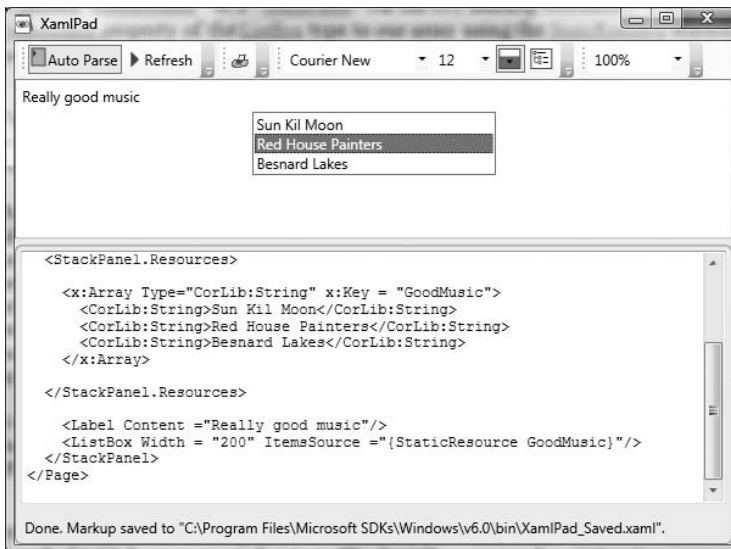 XamlPad
Auto Parse Refresh Courier New 12 100%
Really good music
Sun Kil Moon
Red House Painters
Besnard Lakes
<StackPanel.Resources>
<x:Array Type="CorLib:String" x:Key = "GoodMusic">
<CorLib:String>Sun Kil Moon</CorLib:String>
<CorLib:String>Red House Painters</CorLib:String>
<CorLib:String>Besnard Lakes</CorLib:String>
</x:Array>
</StackPanel.Resources>
<Label Content ="Really good music"/>
<ListBox Width = "200" ItemsSource ="{StaticResource GoodMusic}"/>
</StackPanel>
</Page>
Done. Markup saved to "C:\Program Files\Microsoft SDKs\Windows\v6.0\bin\XamlPad_Saved.xaml".